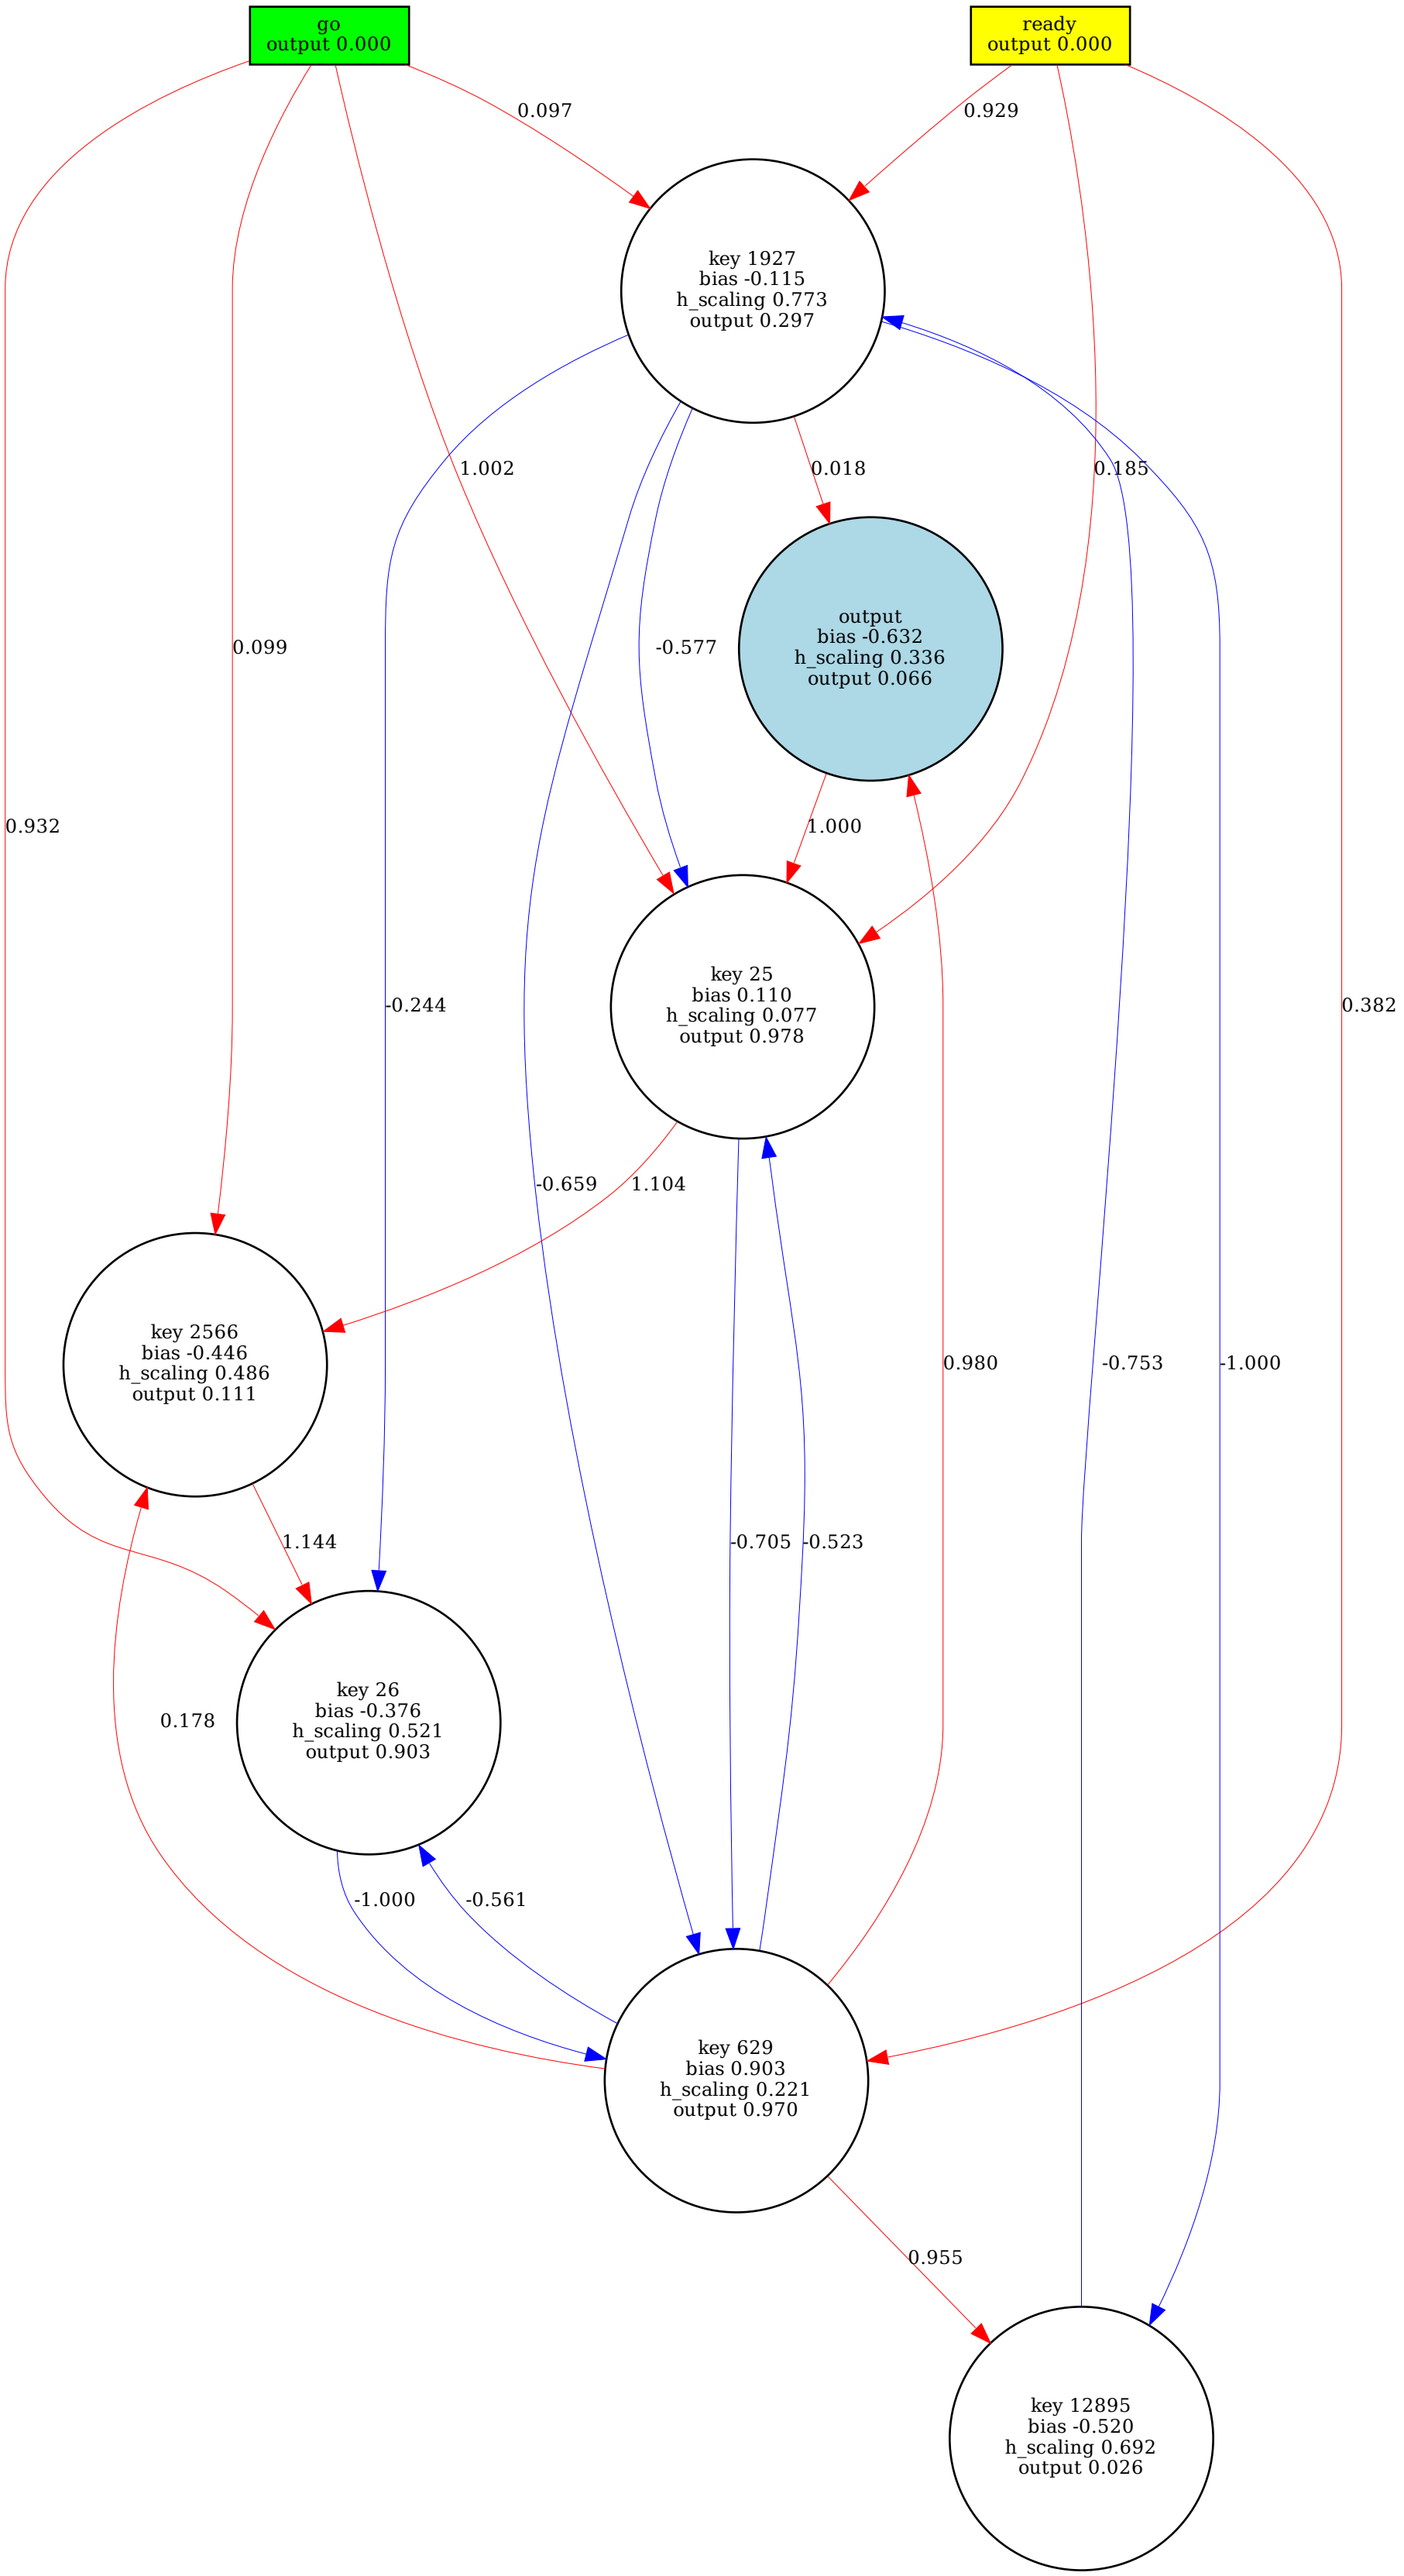 go
output 0.000
ready
output 0.000
0.097
0.929
key 1927
bias -0.115
h_scaling 0.773
output 0.297
1.002
0.018
0.185
output
bias -0.632
h_scaling 0.336
output 0.066
0.099
-0.577
0.932
1.000
key 25
bias 0.110
h_scaling 0.077
output 0.978
-0.244
0.382
-0.659
1.104
key 2566
bias -0.446
h_scaling 0.486
output 0.111
0.980
-0.753
-1.000
1.144
-0.705
-0.523
key 26
bias -0.376
h_scaling 0.521
output 0.903
0.178
-1.000
-0.561
key 629
bias 0.903
h_scaling 0.221
output 0.970
0.955
key 12895
bias -0.520
h_scaling 0.692
output 0.026